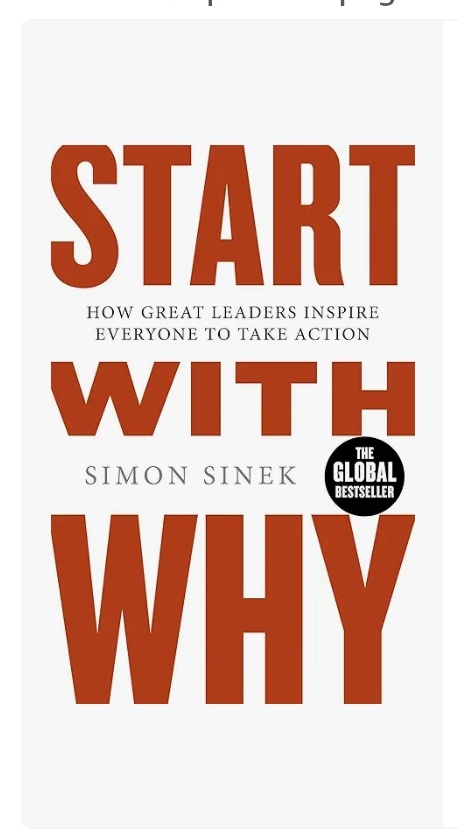 START
HOW GREAT LEADERS INSPIRE
EVERYONE TO TAKE ACTION
WITH
SIMON SINEK
THE
GLOBAL
BESTSELLER
WHY